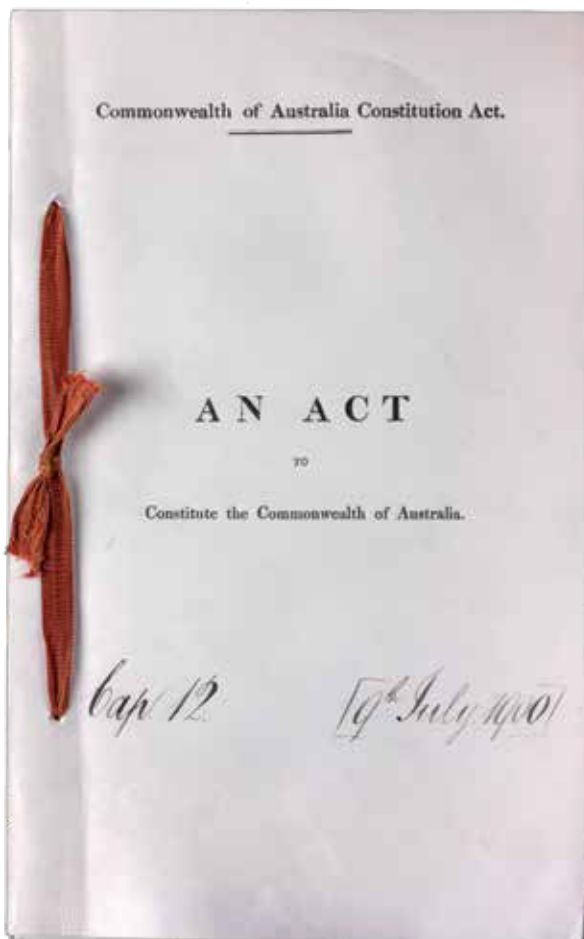 Commonwealth of Australia Constitution Act.
AN ACT
TO
Constitute the Commonwealth of Australia.
Cap. 12. [9th July 1900]